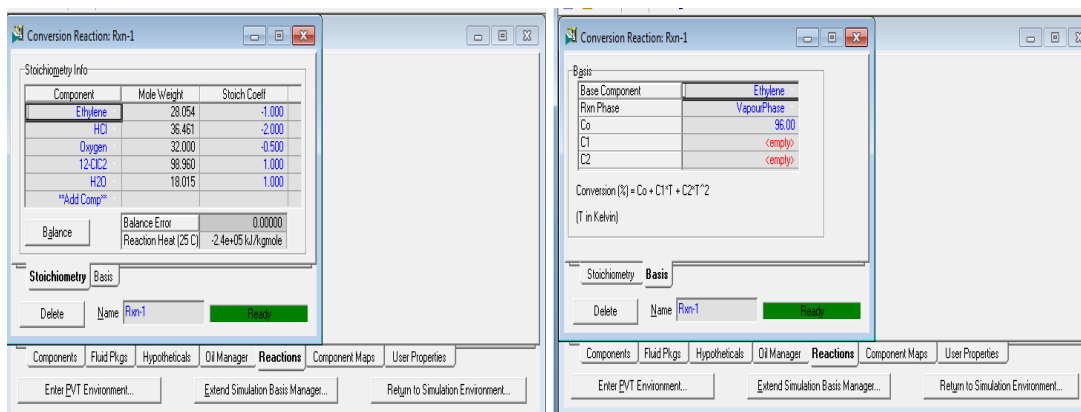 Conversion Reaction: Rxn-1
Stoichiometry Info
Component Mole Weight Stoich Coeff
Ethylene 28.054 -1.000
HCl 36.461 -2.000
Oxygen 32.000 -0.500
12-ClC2 98.960 1.000
H2O 18.015 1.000
**Add Comp**
Balance
Balance Error 0.00000
Reaction Heat (25 C) -2.4e+05 kJ/kgmole
Stoichiometry Basis
Delete Name Rxn-1 Ready
Components Fluid Pkgs Hypotheticals Oil Manager Reactions Component Maps User Properties
Enter PVT Environment... Extend Simulation Basis Manager... Return to Simulation Environment...
Conversion Reaction: Rxn-1
Basis
Base Component Ethylene
Rxn Phase VapourPhase
Co 96.00
C1 <empty>
C2 <empty>
Conversion (%) = Co + C1*T + C2*T^2
(T in Kelvin)
Stoichiometry Basis
Delete Name Rxn-1 Ready
Components Fluid Pkgs Hypotheticals Oil Manager Reactions Component Maps User Properties
Enter PVT Environment... Extend Simulation Basis Manager... Return to Simulation Environment...